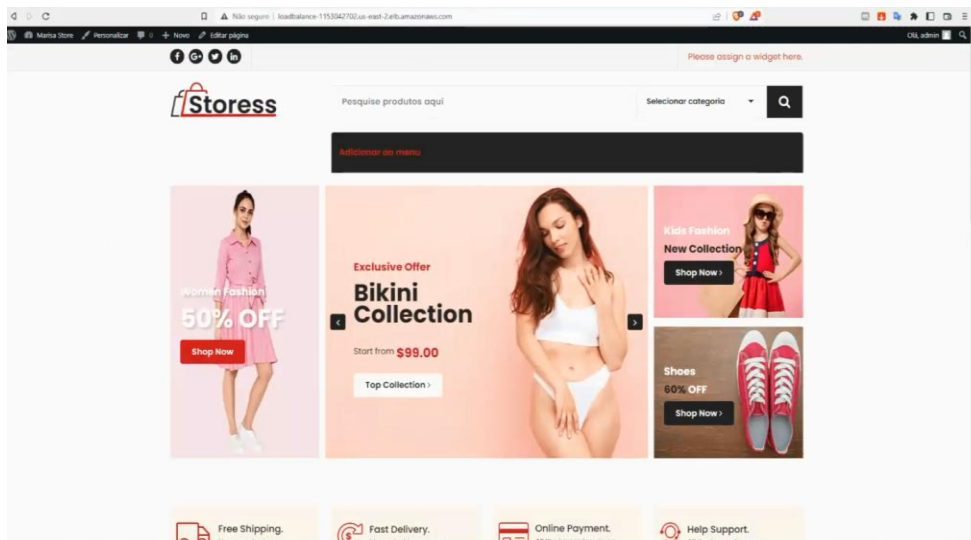 Não seguro | loadbalance-1153042702.us-east-2.elb.amazonaws.com
Marisa Store Personalizar 0 + Novo Editar página Olá, admin
Please assign a widget here.
Storess
Pesquise produtos aqui
Selecionar categoria
Adicionar ao menu
Women Fashion
50% OFF
Shop Now
Exclusive Offer
Bikini
Collection
Start from $99.00
Top Collection >
Kids Fashion
New Collection
Shop Now >
Shoes
60% OFF
Shop Now >
Free Shipping.
Fast Delivery.
Online Payment.
Help Support.